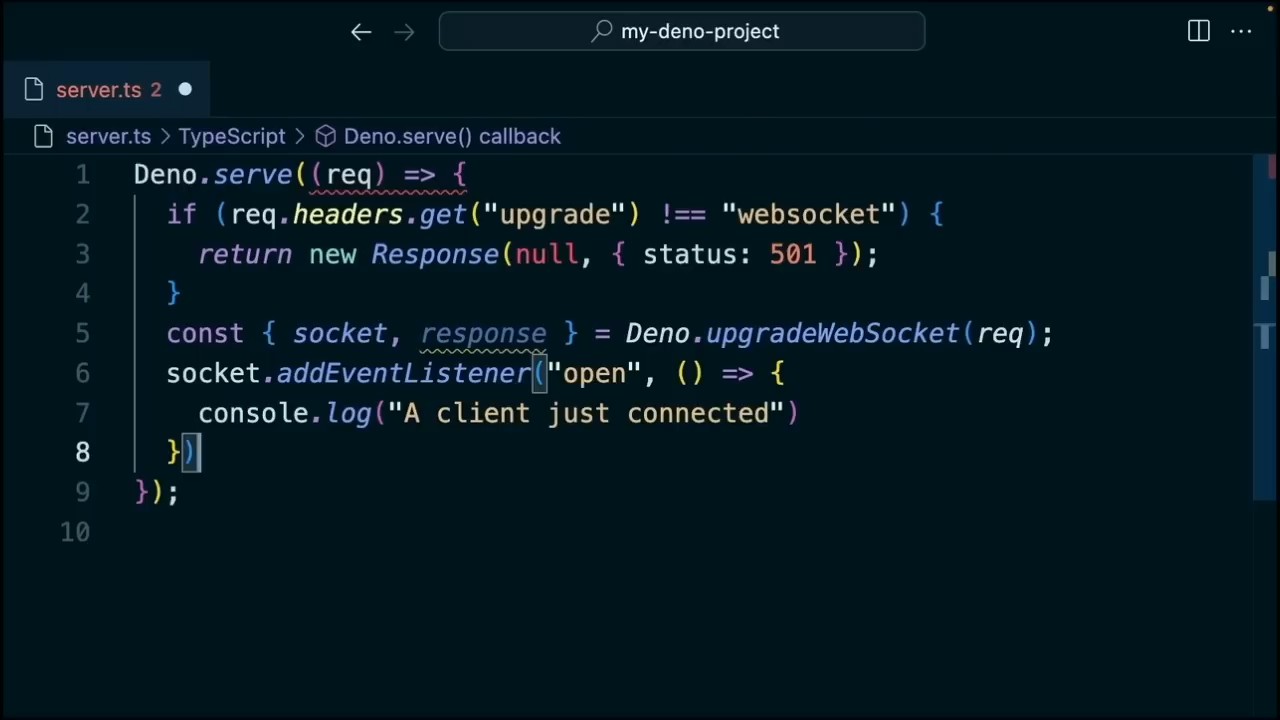 my-deno-project
server.ts 2
server.ts > TypeScript > Deno.serve() callback
1 Deno.serve((req) => {
2 if (req.headers.get("upgrade") !== "websocket") {
3 return new Response(null, { status: 501 });
4 }
5 const { socket, response } = Deno.upgradeWebSocket(req);
6 socket.addEventListener("open", () => {
7 console.log("A client just connected")
8 })
9 });
10